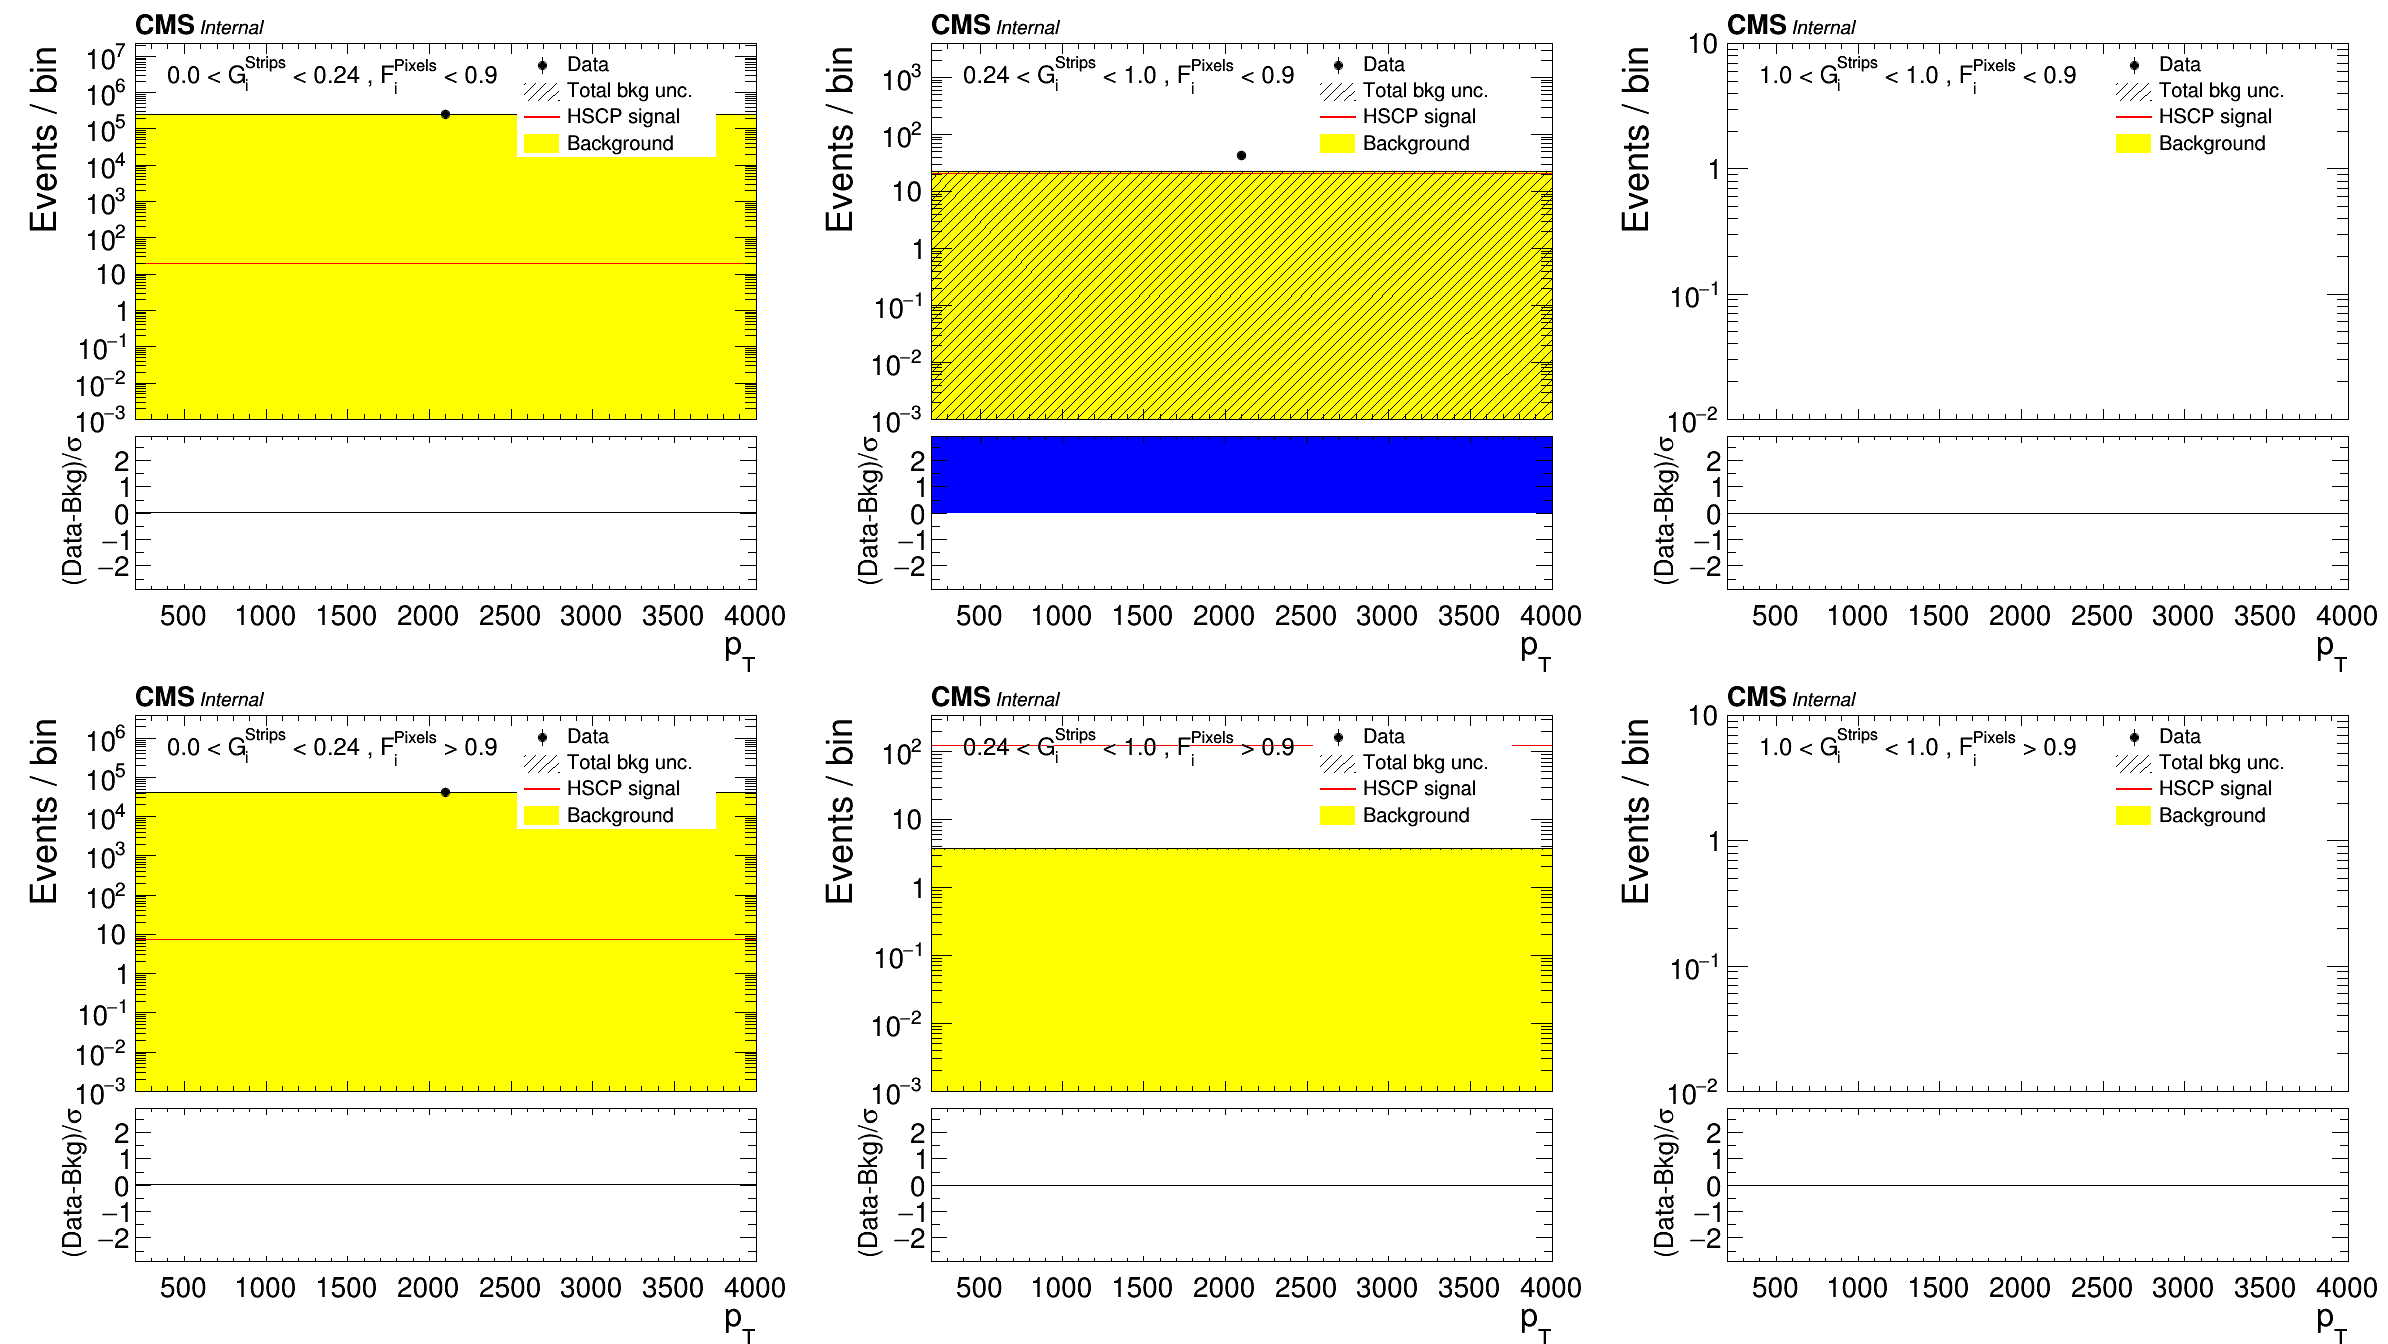 CMS Internal
Events / bin
0.0 < G_i^Strips < 0.24 , F_i^Pixels < 0.9
Data
Total bkg unc.
HSCP signal
Background
10^7
10^6
10^5
10^4
10^3
10^2
10
1
10^−1
10^−2
10^−3
(Data-Bkg)/σ
2
1
0
−1
−2
500 1000 1500 2000 2500 3000 3500 4000
p_T
CMS Internal
Events / bin
0.24 < G_i^Strips < 1.0 , F_i^Pixels < 0.9
Data
Total bkg unc.
HSCP signal
Background
10^3
10^2
10
1
10^−1
10^−2
10^−3
(Data-Bkg)/σ
2
1
0
−1
−2
500 1000 1500 2000 2500 3000 3500 4000
p_T
CMS Internal
Events / bin
1.0 < G_i^Strips < 1.0 , F_i^Pixels < 0.9
Data
Total bkg unc.
HSCP signal
Background
10
1
10^−1
10^−2
(Data-Bkg)/σ
2
1
0
−1
−2
500 1000 1500 2000 2500 3000 3500 4000
p_T
CMS Internal
Events / bin
0.0 < G_i^Strips < 0.24 , F_i^Pixels > 0.9
Data
Total bkg unc.
HSCP signal
Background
10^6
10^5
10^4
10^3
10^2
10
1
10^−1
10^−2
10^−3
(Data-Bkg)/σ
2
1
0
−1
−2
500 1000 1500 2000 2500 3000 3500 4000
p_T
CMS Internal
Events / bin
0.24 < G_i^Strips < 1.0 , F_i^Pixels > 0.9
Data
Total bkg unc.
HSCP signal
Background
10^2
10
1
10^−1
10^−2
10^−3
(Data-Bkg)/σ
2
1
0
−1
−2
500 1000 1500 2000 2500 3000 3500 4000
p_T
CMS Internal
Events / bin
1.0 < G_i^Strips < 1.0 , F_i^Pixels > 0.9
Data
Total bkg unc.
HSCP signal
Background
10
1
10^−1
10^−2
(Data-Bkg)/σ
2
1
0
−1
−2
500 1000 1500 2000 2500 3000 3500 4000
p_T